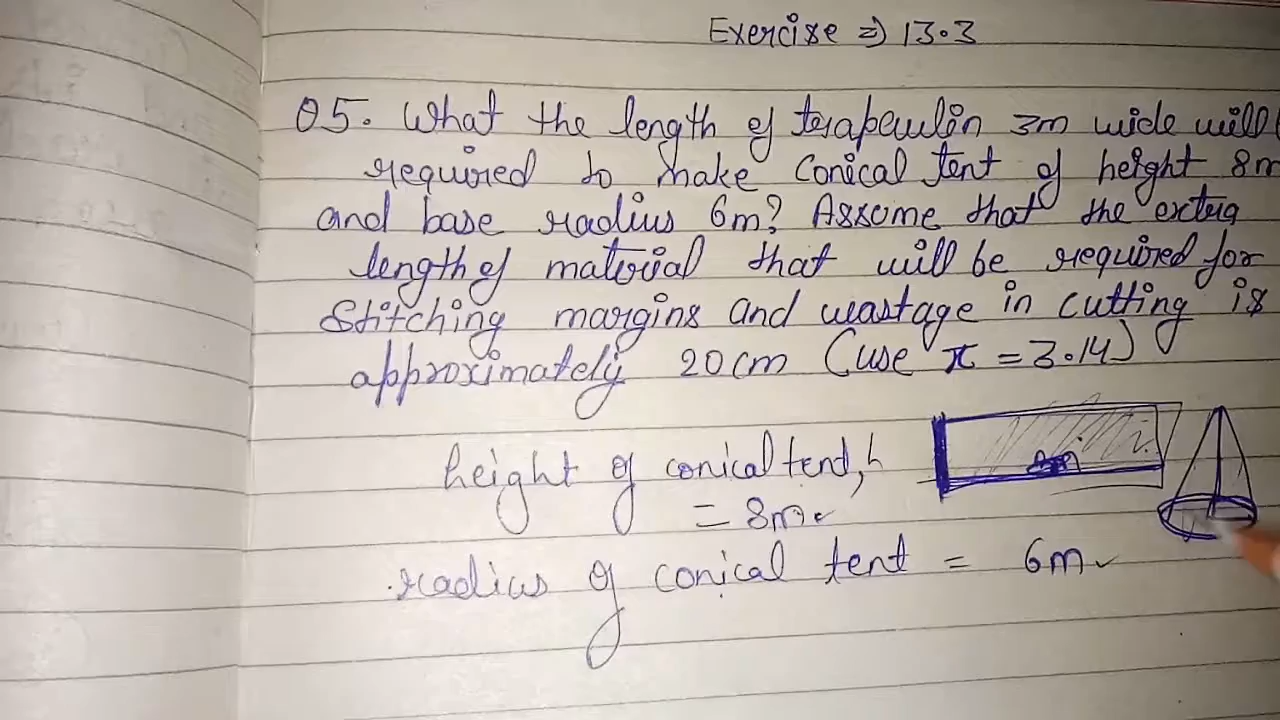 Exercise => 13.3
Q5. What the length of terapeulin 3m wide will
required to make conical tent of height 8m
and base radius 6m? Assume that the extra
length of material that will be required for
stitching margins and wastage in cutting is
approximately 20cm (use π = 3.14)
height of conical tend, h
= 8m
radius of conical tent = 6m